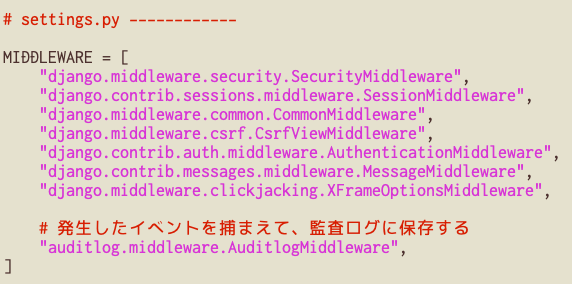 # settings.py ------------
MIDDLEWARE = [
"django.middleware.security.SecurityMiddleware",
"django.contrib.sessions.middleware.SessionMiddleware",
"django.middleware.common.CommonMiddleware",
"django.middleware.csrf.CsrfViewMiddleware",
"django.contrib.auth.middleware.AuthenticationMiddleware",
"django.contrib.messages.middleware.MessageMiddleware",
"django.middleware.clickjacking.XFrameOptionsMiddleware",
# 発生したイベントを捕まえて、監査ログに保存する
"auditlog.middleware.AuditlogMiddleware",
]